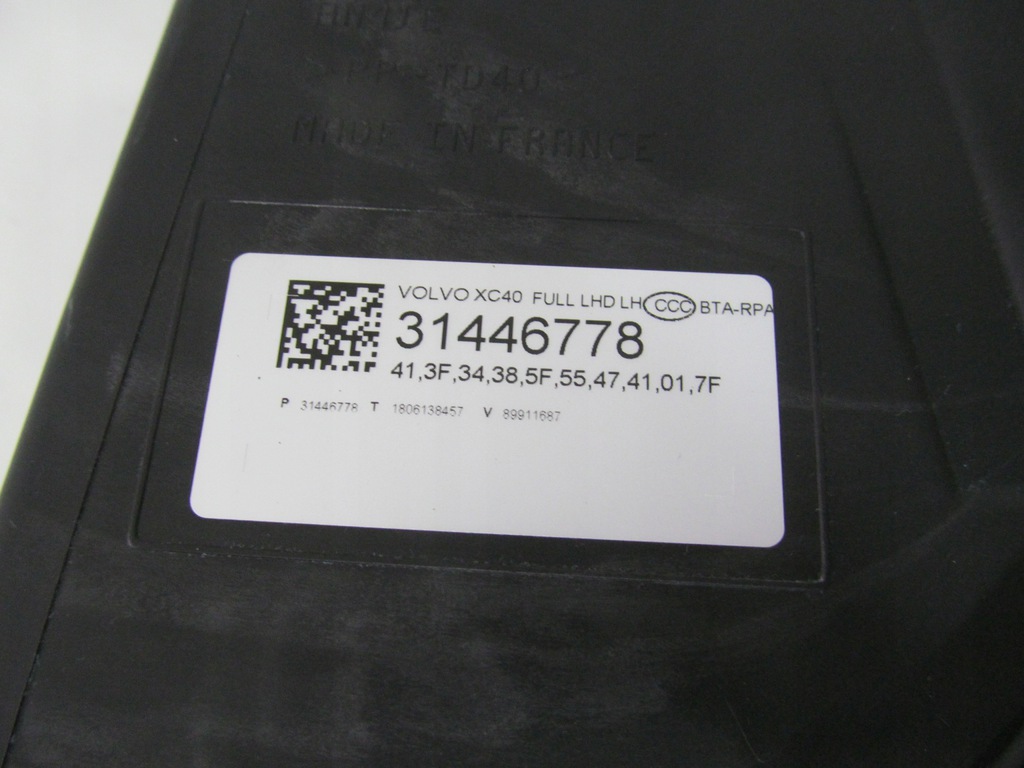 TD40
MADE IN FRANCE
VOLVO XC40 FULL LHD LH CCC BTA-RPA
31446778
41,3F,34,38,5F,55,47,41,01,7F
P 31446778 T 1806138457 V 89911687